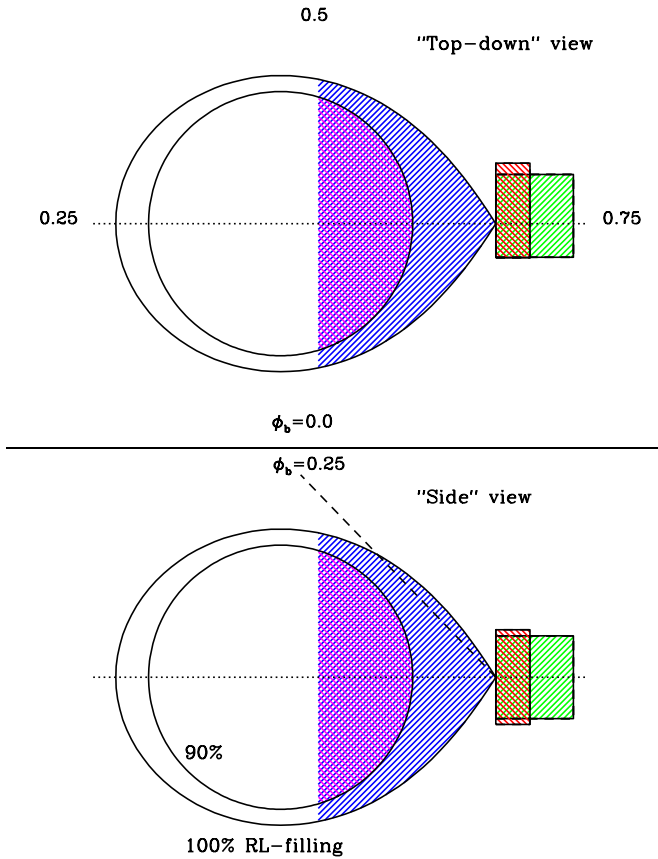 0.5
"Top-down" view
0.25
0.75
ϕb=0.0
ϕb=0.25
"Side" view
90%
100% RL-filling